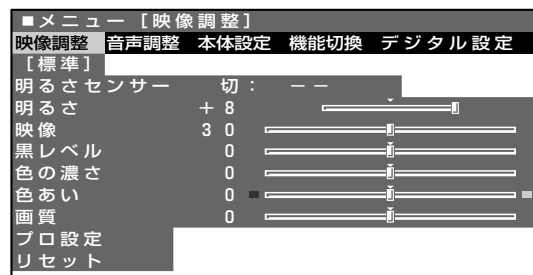 ■メニュー［映像調整］
映像調整 音声調整 本体設定 機能切換 デジタル設定
［標準］
明るさセンサー 切： －－
明るさ ＋8
映像 30
黒レベル 0
色の濃さ 0
色あい 0
画質 0
プロ設定
リセット